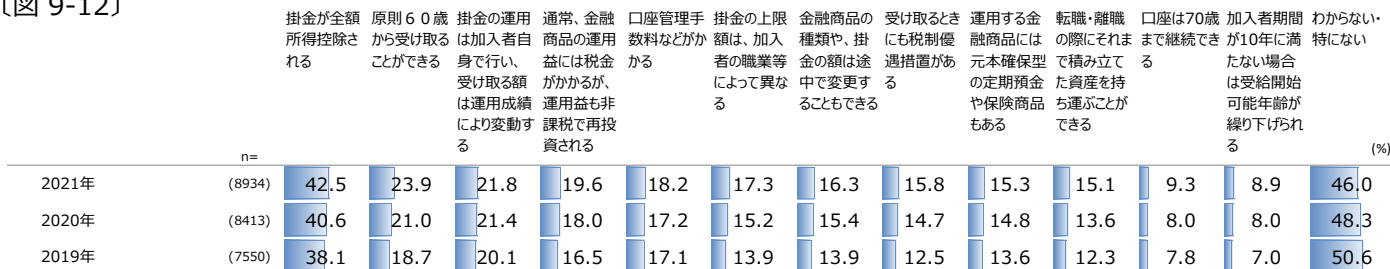 〔図 9-12〕
掛金が全額
所得控除さ
れる
原則６０歳
から受け取る
ことができる
掛金の運用
は加入者自
身で行い、
受け取る額
は運用成績
により変動す
る
通常、金融
商品の運用
益には税金
がかかるが、
運用益も非
課税で再投
資される
口座管理手
数料などがか
かる
掛金の上限
額は、加入
者の職業等
によって異な
る
金融商品の
種類や、掛
金の額は途
中で変更す
ることもできる
受け取るとき
にも税制優
遇措置があ
る
運用する金
融商品には
元本確保型
の定期預金
や保険商品
もある
転職・離職
の際にそれま
で積み立て
た資産を持
ち運ぶことが
できる
口座は70歳
まで継続でき
る
加入者期間
が10年に満
たない場合
は受給開始
可能年齢が
繰り下げられ
る
わからない・
特にない
n=
(%)
2021年 (8934) 42.5 23.9 21.8 19.6 18.2 17.3 16.3 15.8 15.3 15.1 9.3 8.9 46.0
2020年 (8413) 40.6 21.0 21.4 18.0 17.2 15.2 15.4 14.7 14.8 13.6 8.0 8.0 48.3
2019年 (7550) 38.1 18.7 20.1 16.5 17.1 13.9 13.9 12.5 13.6 12.3 7.8 7.0 50.6